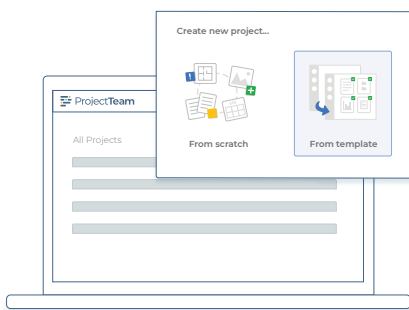 Create new project...
From scratch
From template
ProjectTeam
All Projects